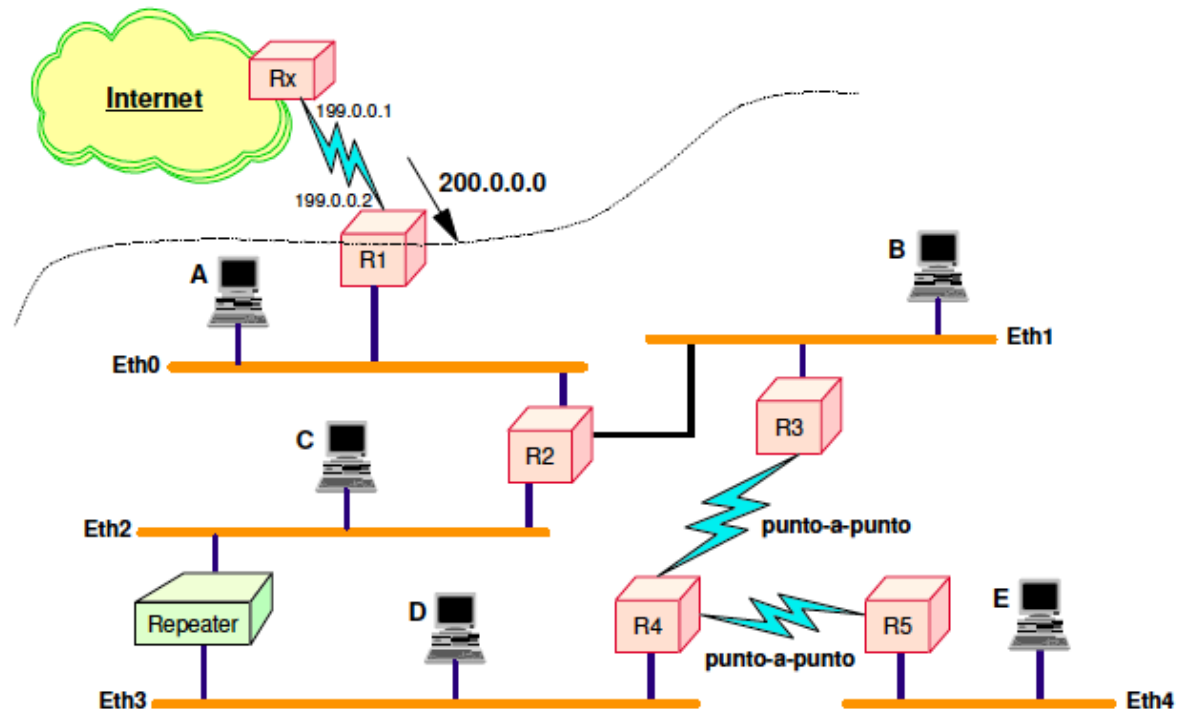 Rx
Internet
199.0.0.1
200.0.0.0
199.0.0.2
R1
A
B
Eth0
Eth1
R3
C
R2
Eth2
punto-a-punto
Repeater
D
R4
R5
E
punto-a-punto
Eth3
Eth4